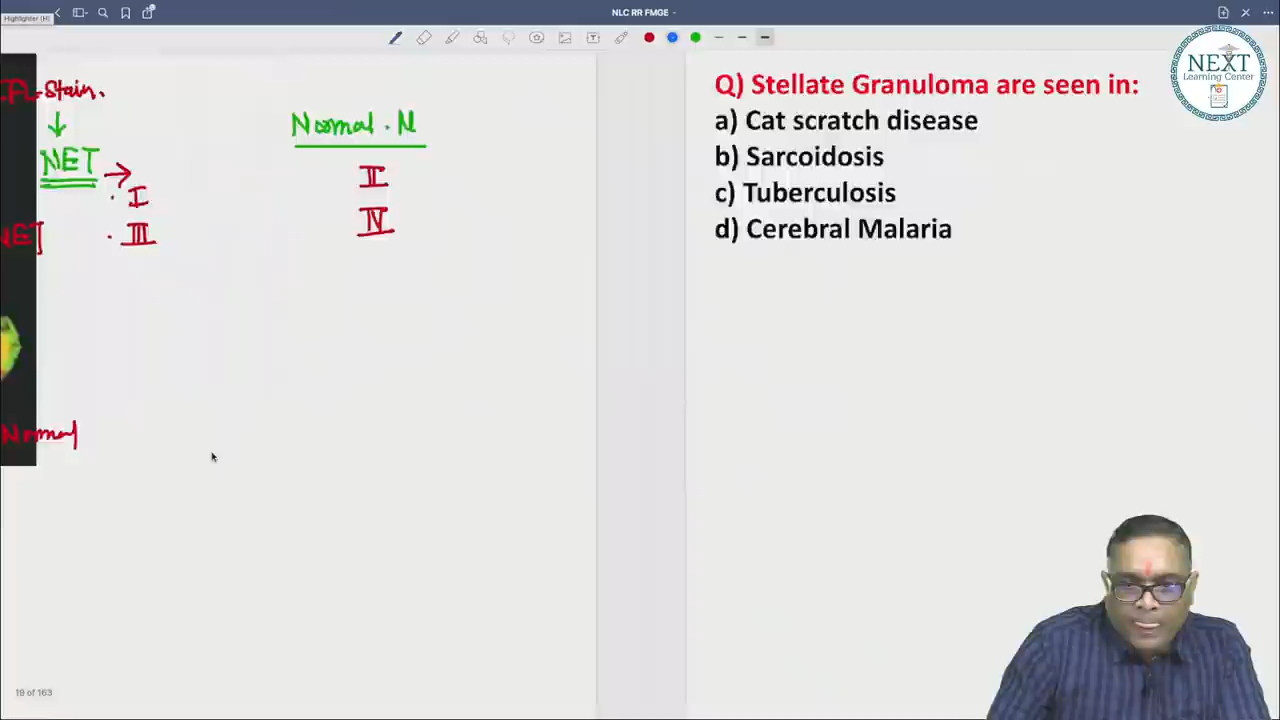 NLC RR FMGE
Highlighter (H)
Stain.
NET
I
III
NET
Normal
Normal . N
II
IV
Q) Stellate Granuloma are seen in:
a) Cat scratch disease
b) Sarcoidosis
c) Tuberculosis
d) Cerebral Malaria
NEXT
Learning Center
19 of 163